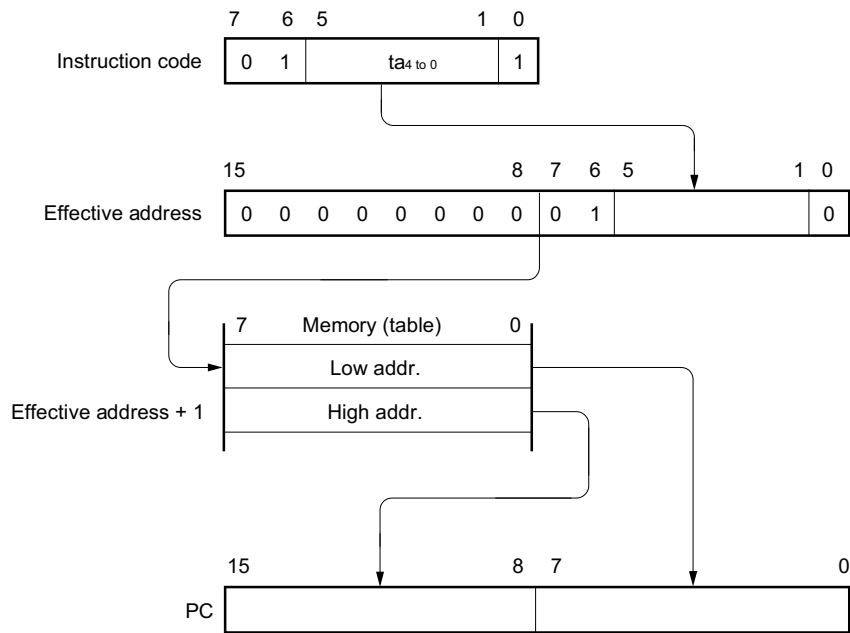 7 6 5 1 0
Instruction code 0 1 ta4 to 0 1
15 8 7 6 5 1 0
Effective address 0 0 0 0 0 0 0 0 0 1 0
7 Memory (table) 0
Low addr.
Effective address + 1 High addr.
15 8 7 0
PC